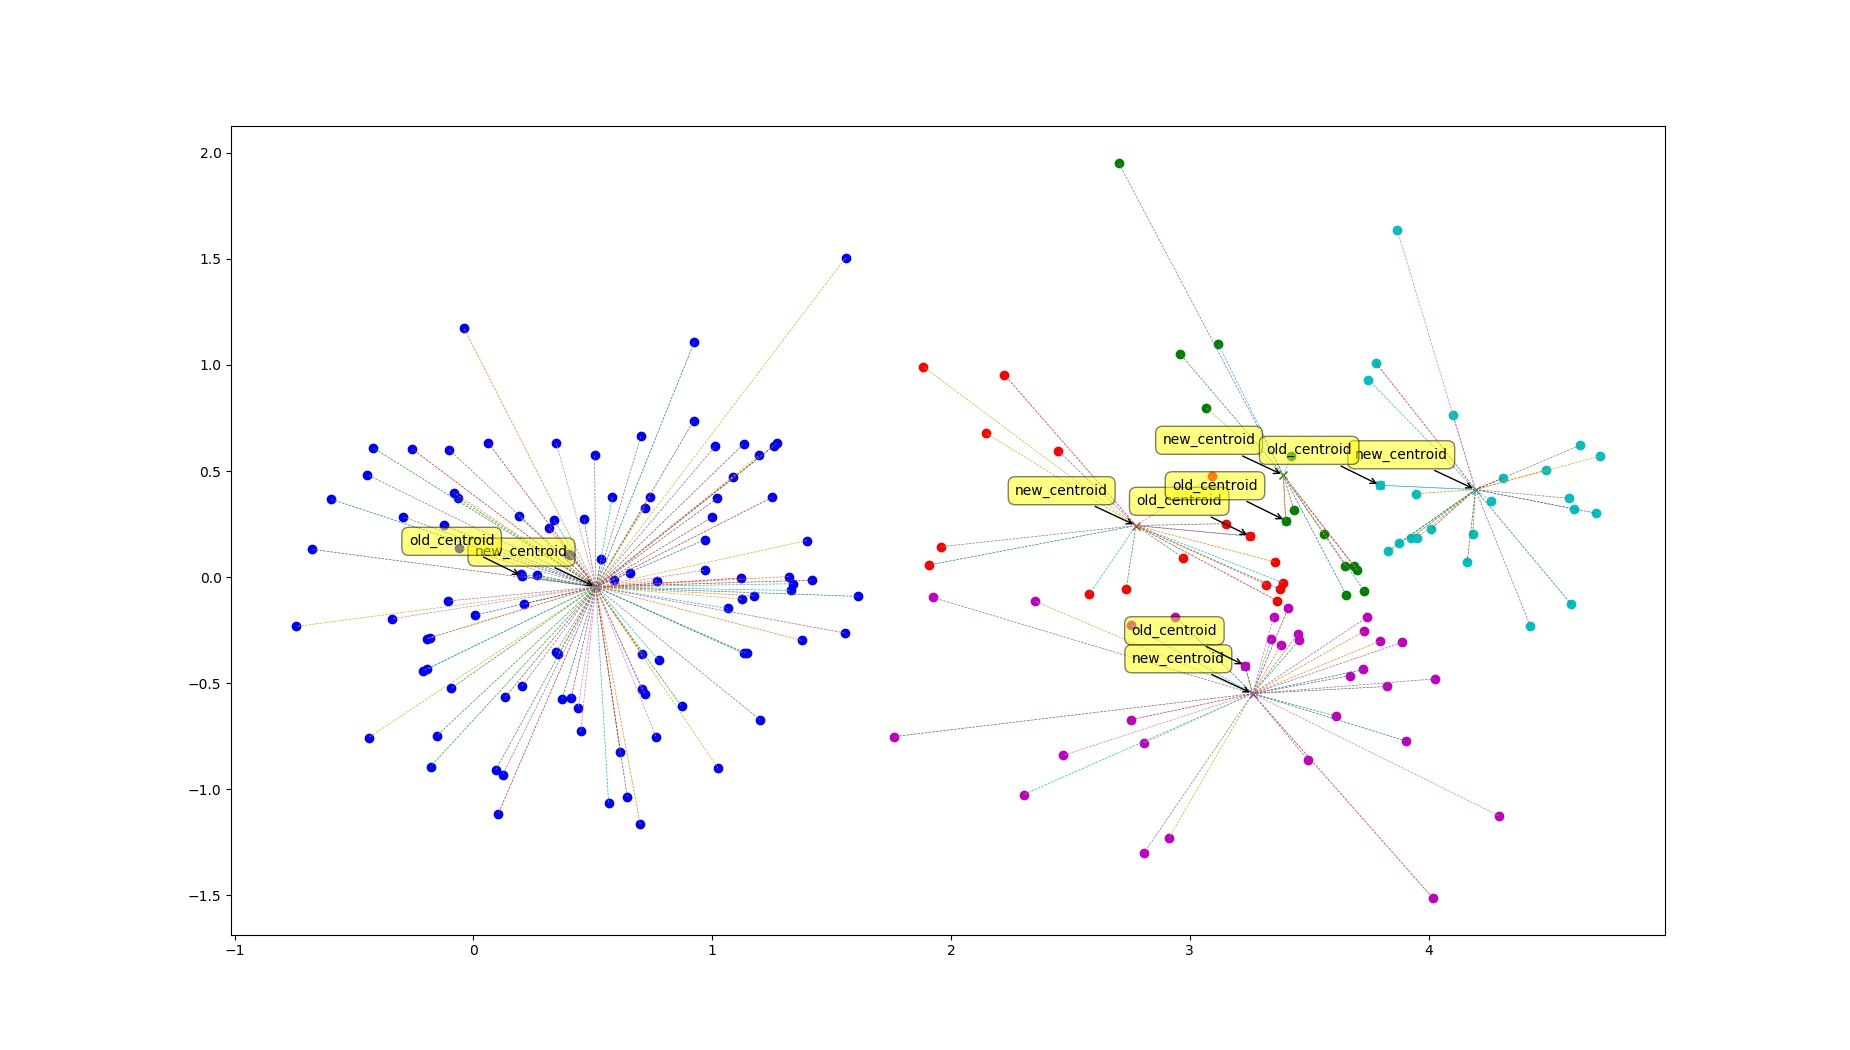 2.0
1.5
1.0
0.5
0.0
−0.5
−1.0
−1.5
−1
0
1
2
3
4
new_centroid
old_centroid
new_centroid
old_centroid
new_centroid
old_centroid
old_centroid
new_centroid
old_centroid
new_centroid